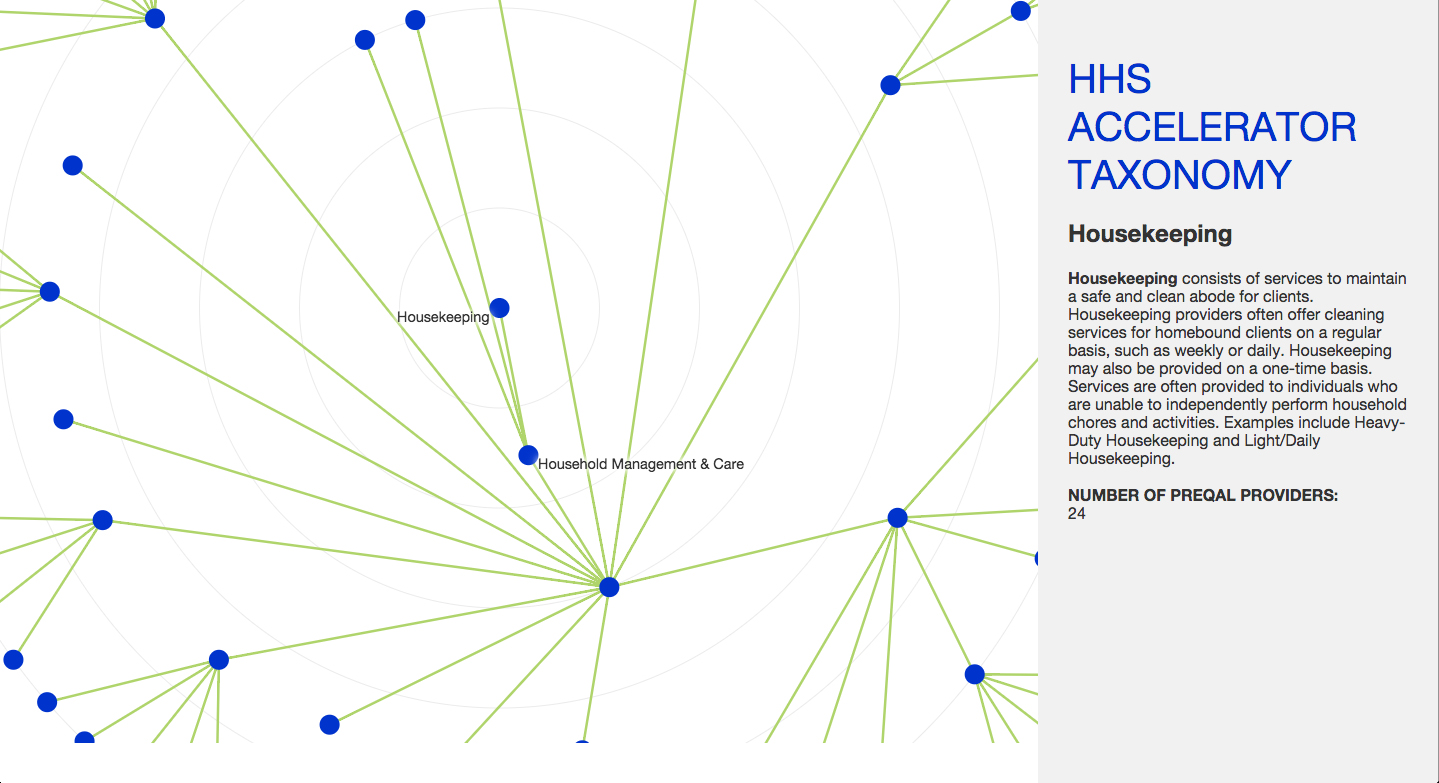 Housekeeping
Household Management & Care
HHS
ACCELERATOR
TAXONOMY
Housekeeping
Housekeeping consists of services to maintain
a safe and clean abode for clients.
Housekeeping providers often offer cleaning
services for homebound clients on a regular
basis, such as weekly or daily. Housekeeping
may also be provided on a one-time basis.
Services are often provided to individuals who
are unable to independently perform household
chores and activities. Examples include Heavy-
Duty Housekeeping and Light/Daily
Housekeeping.
NUMBER OF PREQAL PROVIDERS:
24